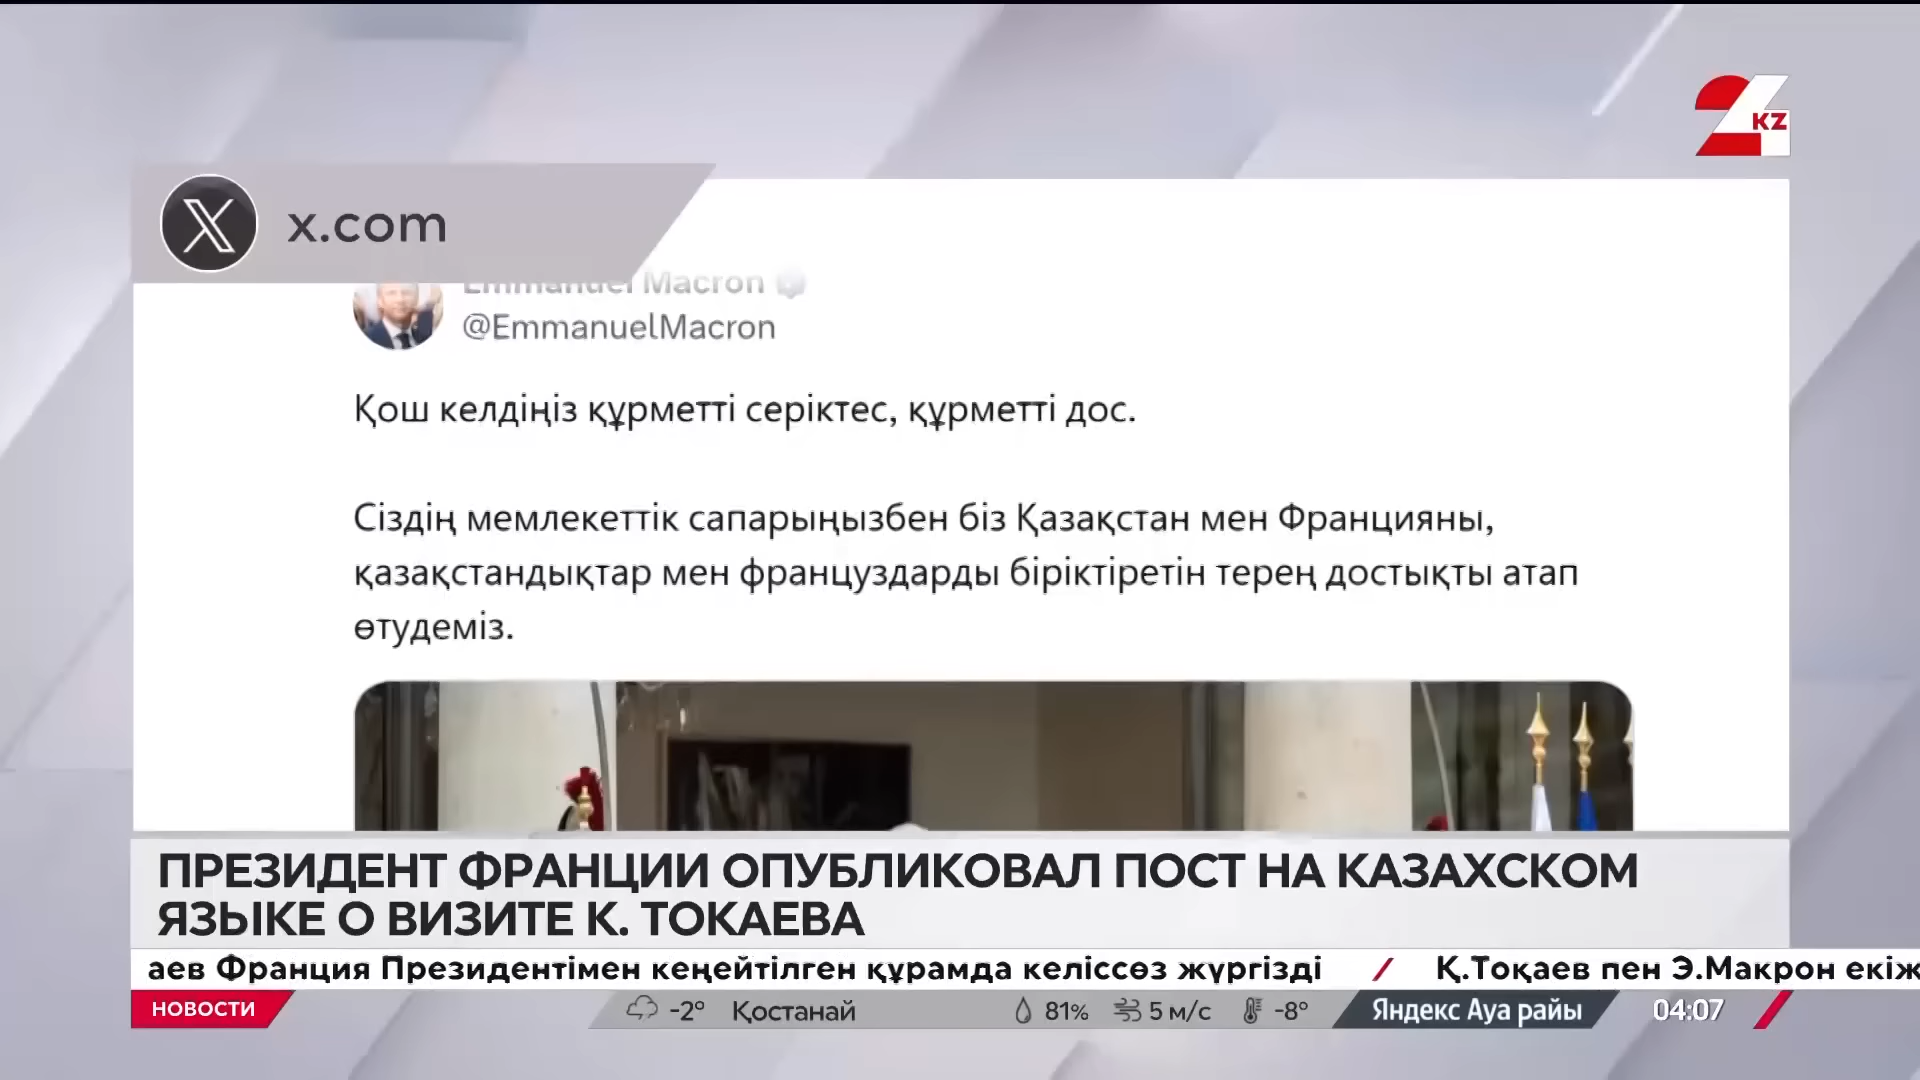 24
KZ
x.com
Emmanuel Macron
@EmmanuelMacron
Қош келдіңіз құрметті серіктес, құрметті дос.
Сіздің мемлекеттік сапарыңызбен біз Қазақстан мен Францияны,
қазақстандықтар мен француздарды біріктіретін терең достықты атап
өтудеміз.
ПРЕЗИДЕНТ ФРАНЦИИ ОПУБЛИКОВАЛ ПОСТ НА КАЗАХСКОМ
ЯЗЫКЕ О ВИЗИТЕ К. ТОКАЕВА
аев Франция Президентімен кеңейтілген құрамда келіссөз жүргізді / Қ.Тоқаев пен Э.Макрон екіж
НОВОСТИ -2° Қостанай 81% 5 м/с -8° Яндекс Ауа райы 04:07